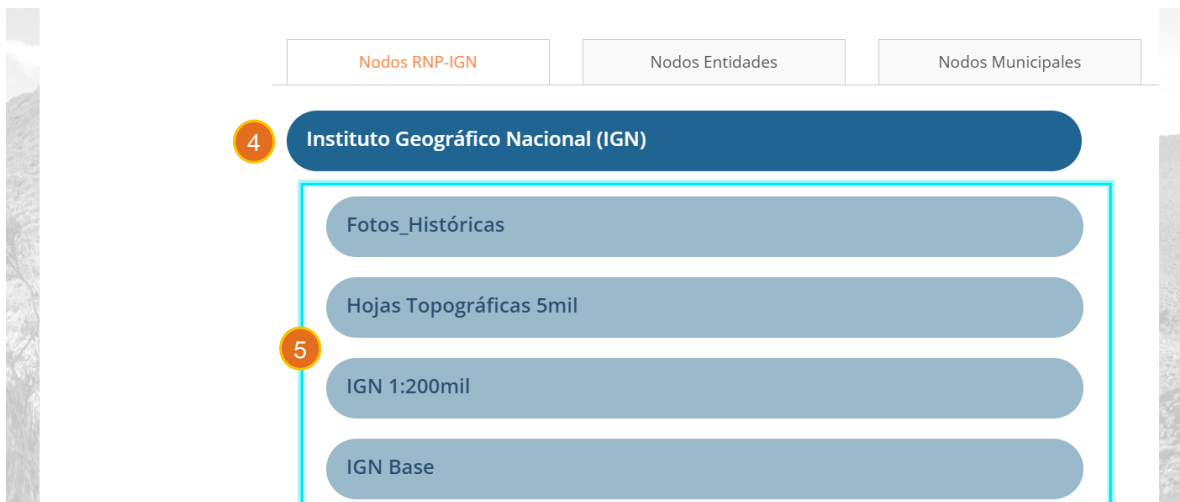 Nodos RNP-IGN
Nodos Entidades
Nodos Municipales
4
Instituto Geográfico Nacional (IGN)
Fotos_Históricas
Hojas Topográficas 5mil
5
IGN 1:200mil
IGN Base